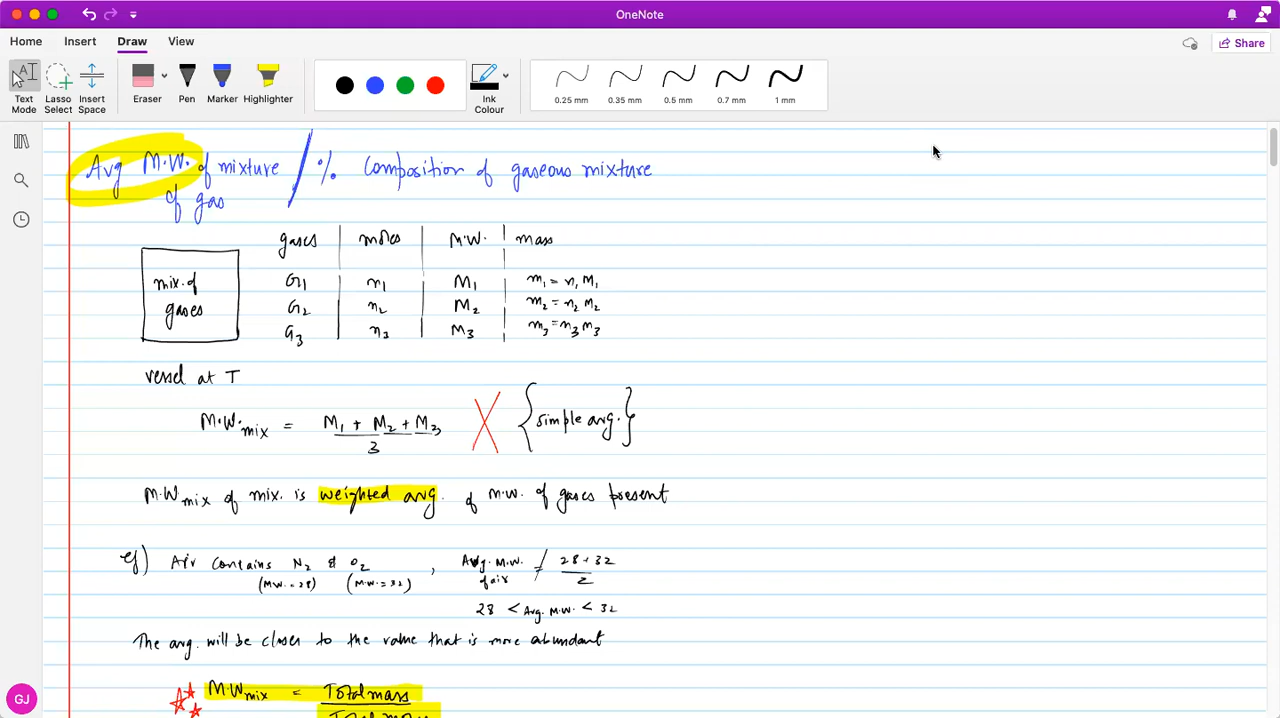 OneNote
Home Insert Draw View
Share
Text Mode
Lasso Select
Insert Space
Eraser
Pen
Marker
Highlighter
Ink Colour
0.25 mm 0.35 mm 0.5 mm 0.7 mm 1 mm
Avg M.W. of mixture / % Composition of gaseous mixture
of gas
gases moles M.W. mass
mix. of gases
G1 n1 M1 m1 = n1 M1
G2 n2 M2 m2 = n2 M2
G3 n3 M3 m3 = n3 M3
vessel at T
M.W.mix = M1 + M2 + M3 / 3 X {simple avg.}
M.Wmix of mix. is weighted avg. of M.W. of gases present
eg) Air contains N2 & O2 , Avg. M.W. of air ≠ 28+32 / 2
(M.W. = 28) (M.W. = 32)
28 < Avg. M.W. < 32
The avg. will be closer to the value that is more abundant
M.Wmix = Total mass
GJ